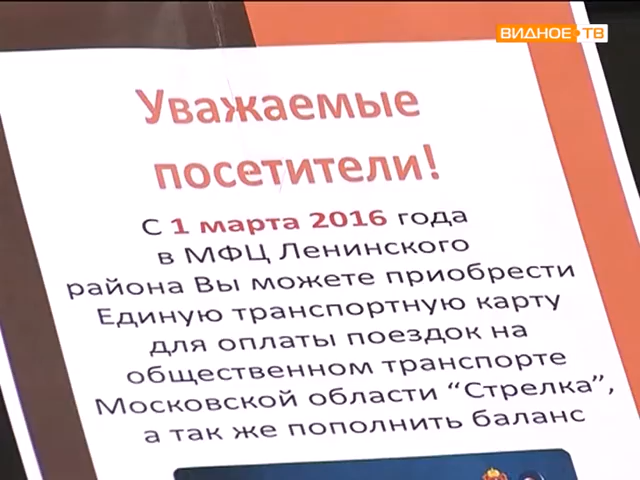 ВИДНОЕ ТВ
Уважаемые
посетители!
С 1 марта 2016 года
в МФЦ Ленинского
района Вы можете приобрести
Единую транспортную карту
для оплаты поездок на
общественном транспорте
Московской области “Стрелка”,
а так же пополнить баланс